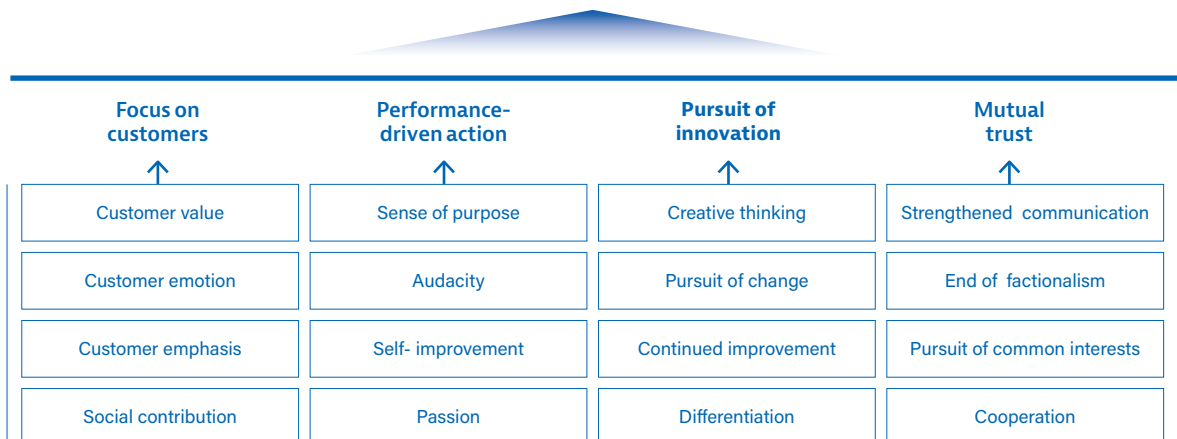 Focus on
customers
Performance-
driven action
Pursuit of
innovation
Mutual
trust
Customer value
Sense of purpose
Creative thinking
Strengthened communication
Customer emotion
Audacity
Pursuit of change
End of factionalism
Customer emphasis
Self- improvement
Continued improvement
Pursuit of common interests
Social contribution
Passion
Differentiation
Cooperation